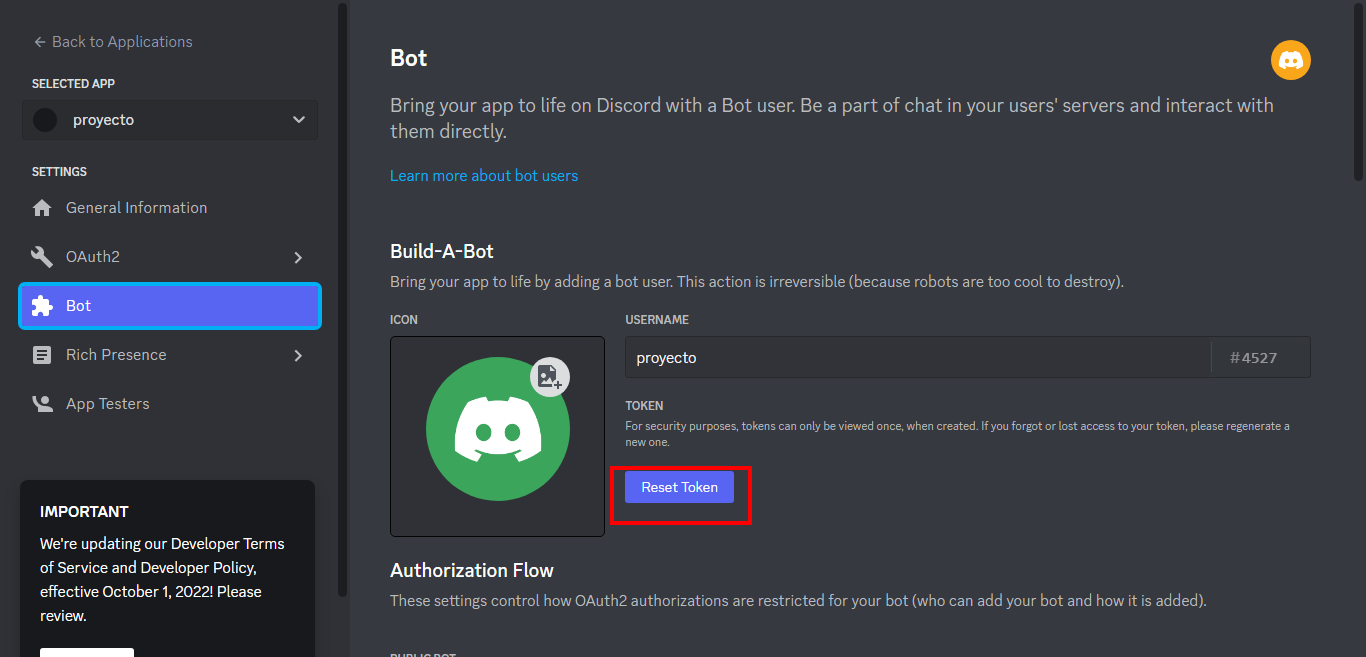 Back to Applications
SELECTED APP
proyecto
SETTINGS
General Information
OAuth2
Bot
Rich Presence
App Testers
IMPORTANT
We're updating our Developer Terms
of Service and Developer Policy,
effective October 1, 2022! Please
review.
Bot
Bring your app to life on Discord with a Bot user. Be a part of chat in your users' servers and interact with
them directly.
Learn more about bot users
Build-A-Bot
Bring your app to life by adding a bot user. This action is irreversible (because robots are too cool to destroy).
ICON
USERNAME
proyecto
#4527
TOKEN
For security purposes, tokens can only be viewed once, when created. If you forgot or lost access to your token, please regenerate a
new one.
Reset Token
Authorization Flow
These settings control how OAuth2 authorizations are restricted for your bot (who can add your bot and how it is added).
PUBLIC BOT